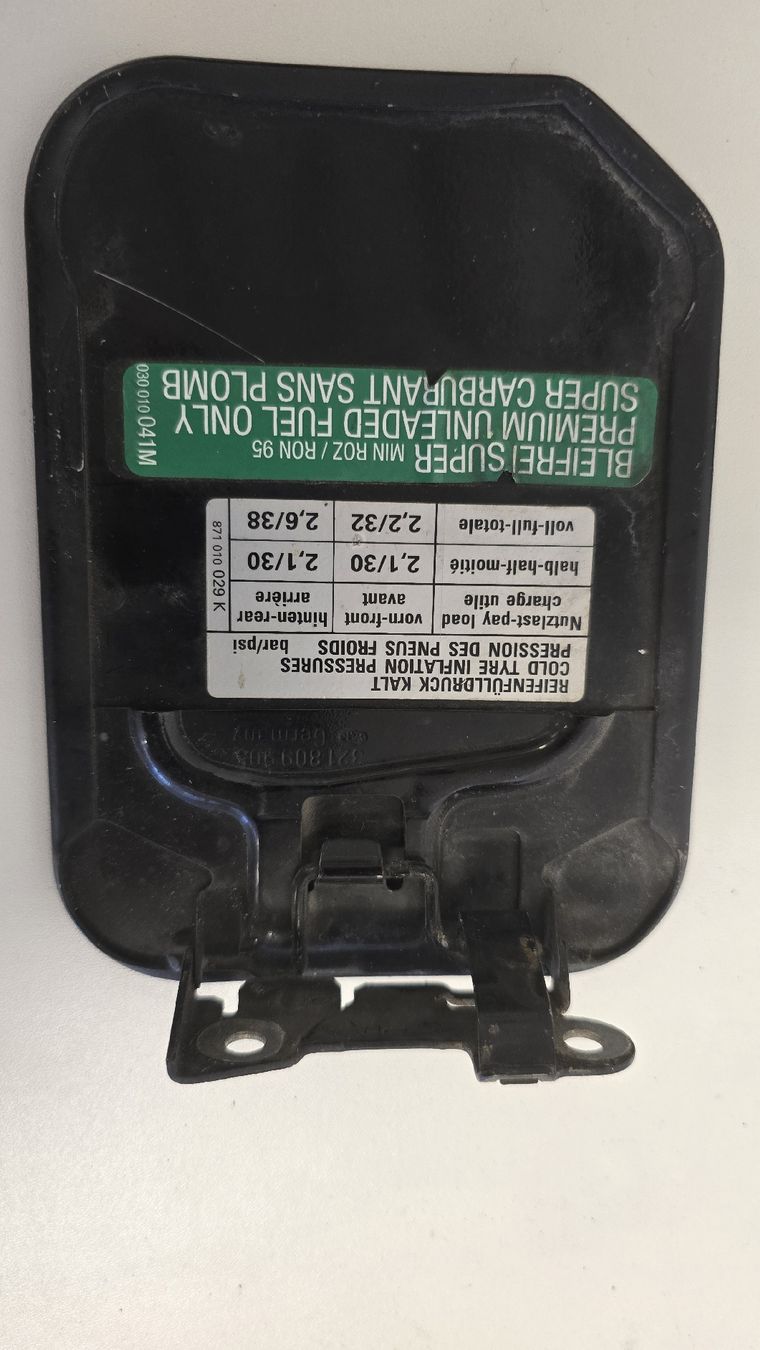 321 809 905
Germany
REIFENFÜLLDRUCK KALT
COLD TYRE INFLATION PRESSURES
PRESSION DES PNEUS FROIDS bar/psi
Nutzlast-pay load vorn-front hinten-rear
charge utile avant arrière
halb-half-moitié 2,1/30 2,1/30
voll-full-totale 2,2/32 2,6/38
871 010 029 K
BLEIFREI SUPER MIN ROZ / RON 95
PREMIUM UNLEADED FUEL ONLY
SUPER CARBURANT SANS PLOMB
030 010 041M